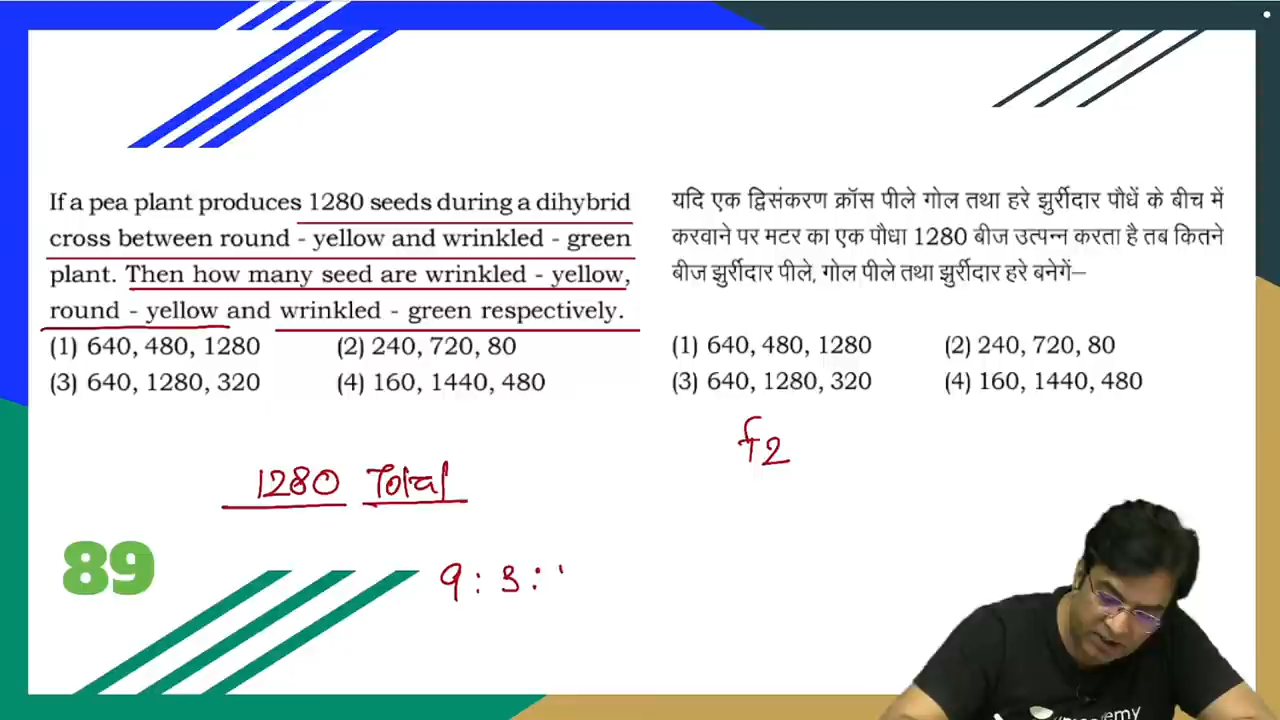 If a pea plant produces 1280 seeds during a dihybrid
cross between round - yellow and wrinkled - green
plant. Then how many seed are wrinkled - yellow,
round - yellow and wrinkled - green respectively.
(1) 640, 480, 1280 (2) 240, 720, 80
(3) 640, 1280, 320 (4) 160, 1440, 480
यदि एक द्विसंकरण क्रॉस पीले गोल तथा हरे झुर्रीदार पौधें के बीच में
करवाने पर मटर का एक पौधा 1280 बीज उत्पन्न करता है तब कितने
बीज झुर्रीदार पीले, गोल पीले तथा झुर्रीदार हरे बनेगें–
(1) 640, 480, 1280 (2) 240, 720, 80
(3) 640, 1280, 320 (4) 160, 1440, 480
f2
1280 Total
89
9 : 3 :